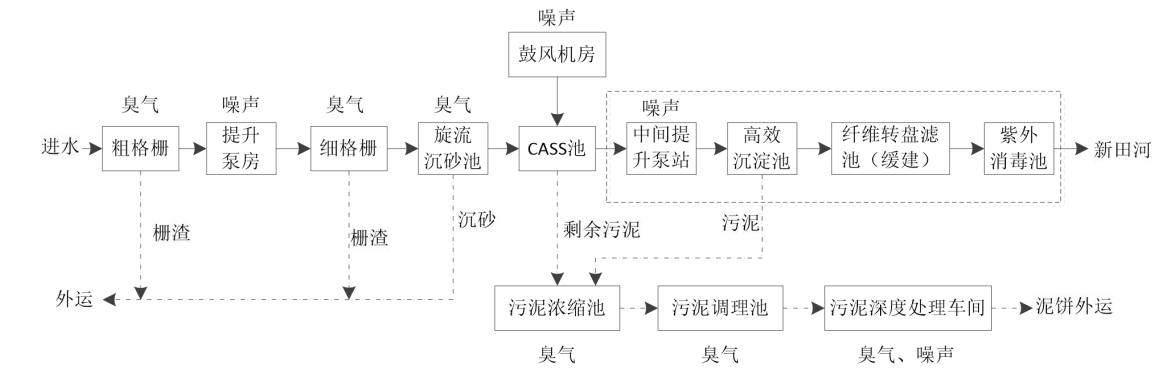 噪声
鼓风机房
臭气
噪声
臭气
臭气
噪声
进水
粗格栅
提升
泵房
细格栅
旋流
沉砂池
CASS池
中间提
升泵站
高效
沉淀池
纤维转盘滤
池（缓建）
紫外
消毒池
新田河
栅渣
栅渣
沉砂
剩余污泥
污泥
外运
污泥浓缩池
污泥调理池
污泥深度处理车间
泥饼外运
臭气
臭气
臭气、噪声